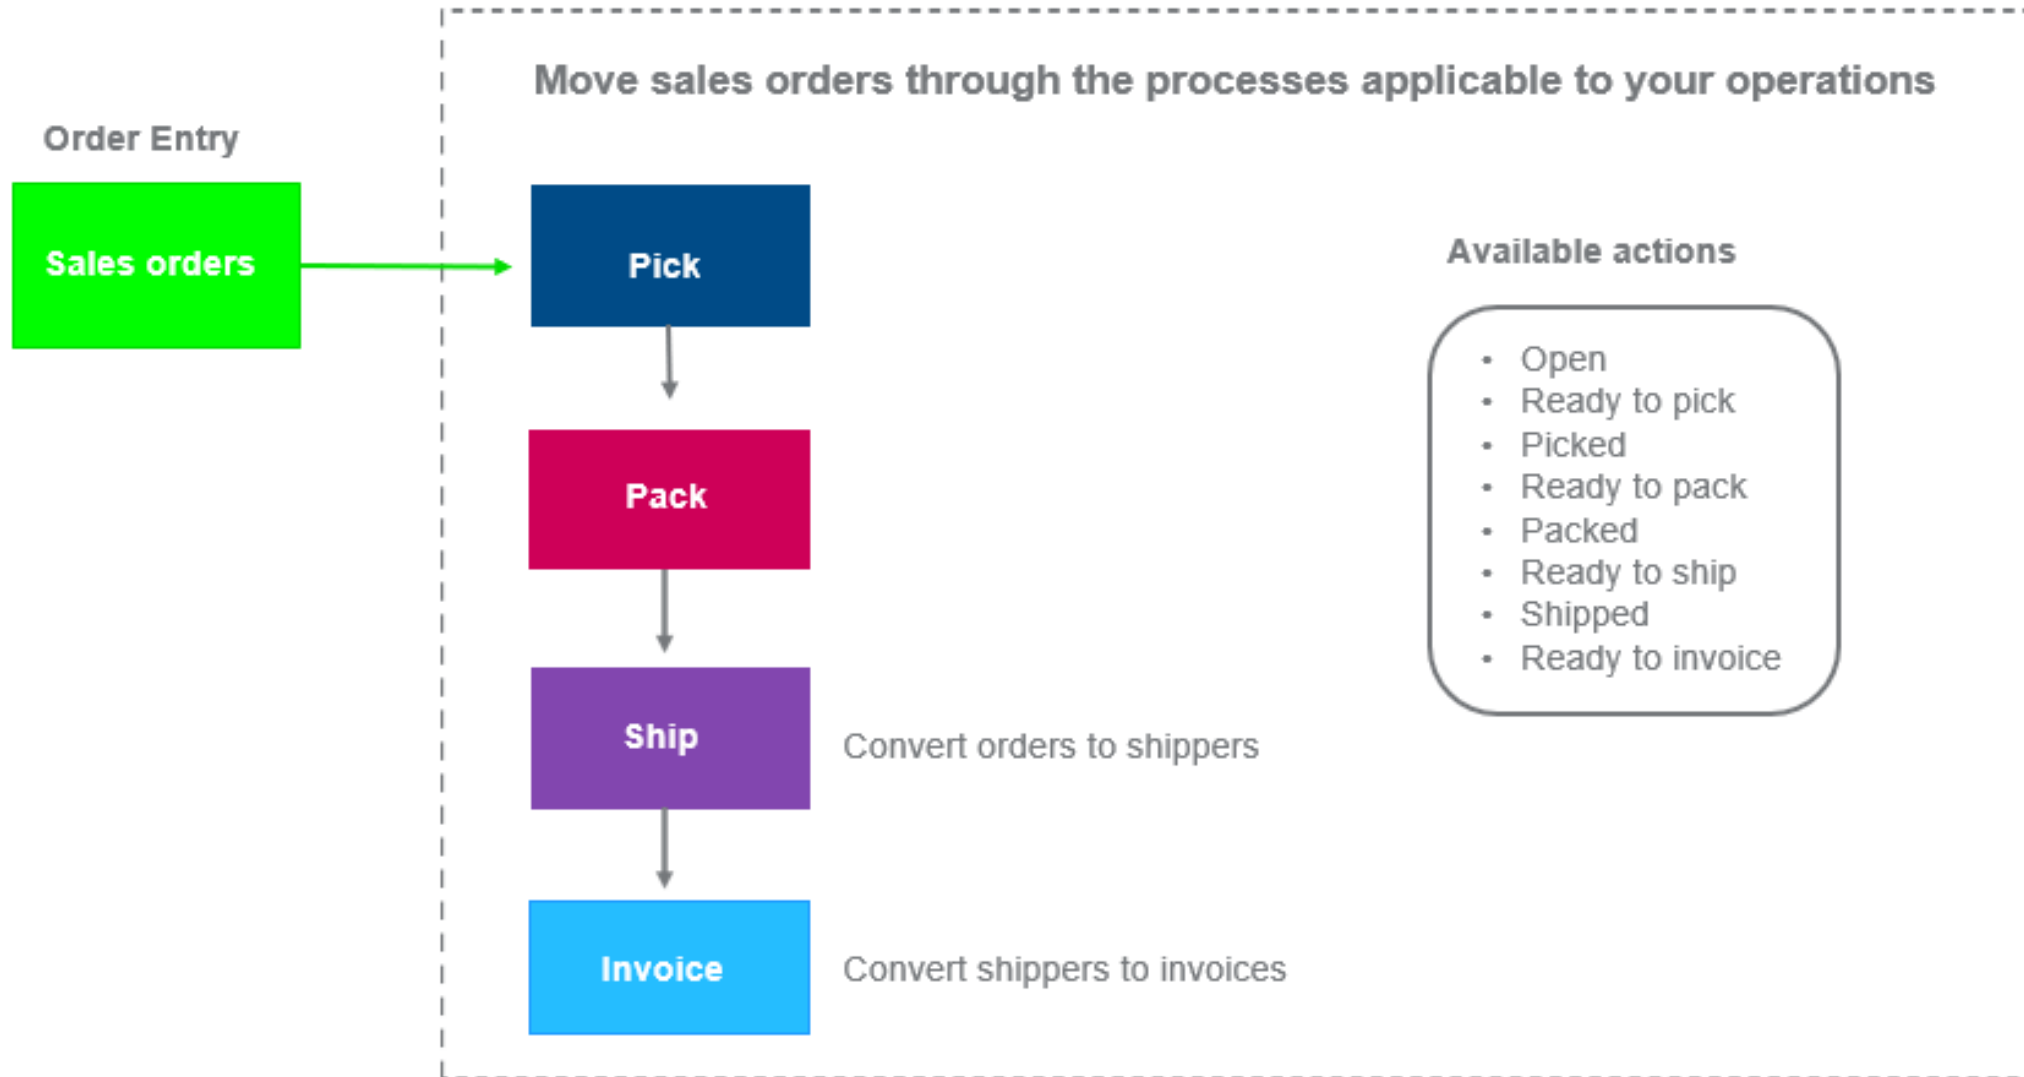 Move sales orders through the processes applicable to your operations
Order Entry
Sales orders
Pick
Pack
Ship
Convert orders to shippers
Invoice
Convert shippers to invoices
Available actions
• Open
• Ready to pick
• Picked
• Ready to pack
• Packed
• Ready to ship
• Shipped
• Ready to invoice